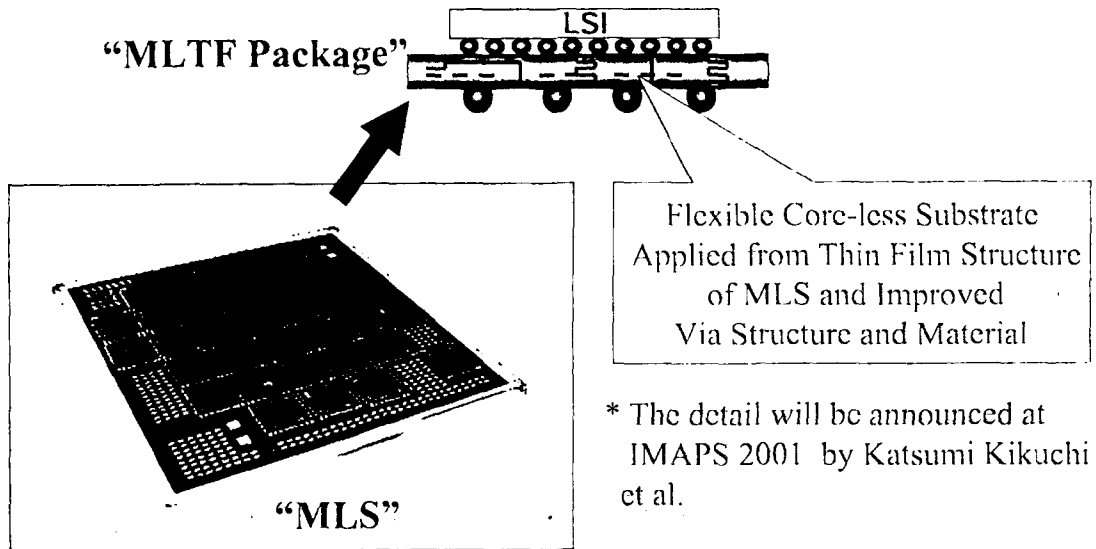 LSI
“MLTF Package”
Flexible Core-less Substrate
Applied from Thin Film Structure
of MLS and Improved
Via Structure and Material
* The detail will be announced at
IMAPS 2001 by Katsumi Kikuchi
et al.
“MLS”